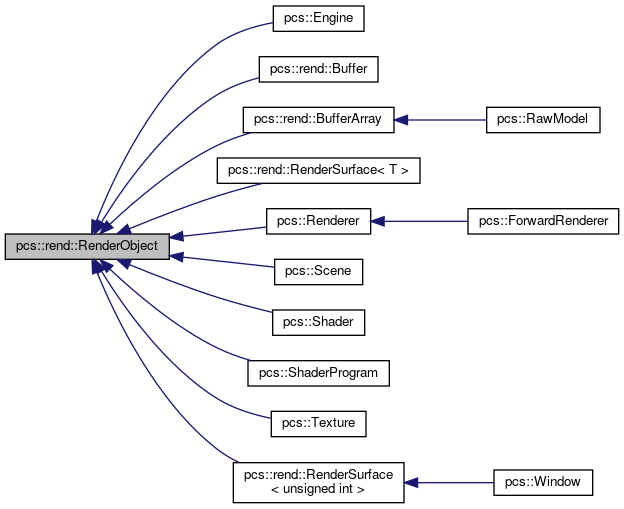 pcs::Engine
pcs::rend::Buffer
pcs::rend::BufferArray
pcs::RawModel
pcs::rend::RenderSurface< T >
pcs::Renderer
pcs::ForwardRenderer
pcs::rend::RenderObject
pcs::Scene
pcs::Shader
pcs::ShaderProgram
pcs::Texture
pcs::rend::RenderSurface
< unsigned int >
pcs::Window